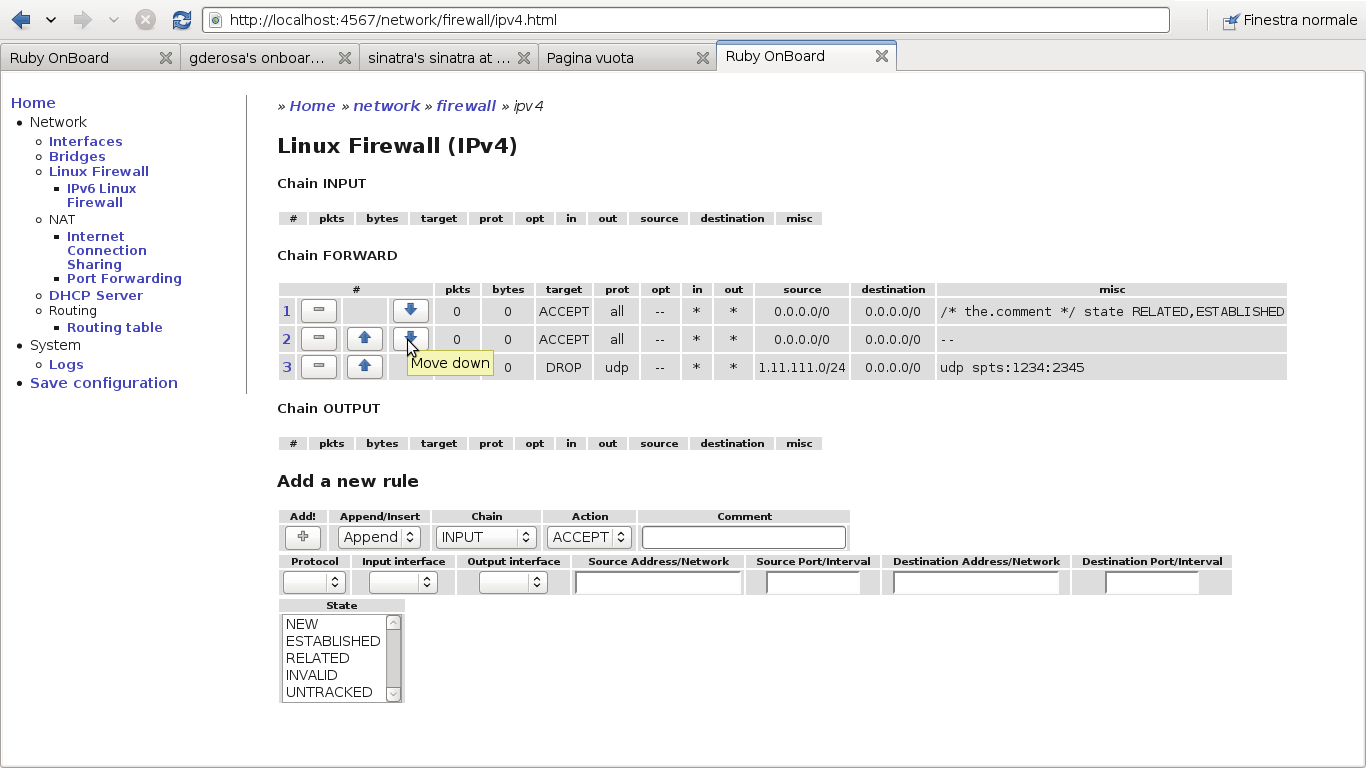 http://localhost:4567/network/firewall/ipv4.html
Finestra normale
Ruby OnBoard
gderosa's onboar...
sinatra's sinatra at ...
Pagina vuota
Ruby OnBoard
Home
Network
Interfaces
Bridges
Linux Firewall
IPv6 Linux
Firewall
NAT
Internet
Connection
Sharing
Port Forwarding
DHCP Server
Routing
Routing table
System
Logs
Save configuration
» Home » network » firewall » ipv4
Linux Firewall (IPv4)
Chain INPUT
# pkts bytes target prot opt in out source destination misc
Chain FORWARD
# pkts bytes target prot opt in out source destination misc
1 0 0 ACCEPT all -- * * 0.0.0.0/0 0.0.0.0/0 /* the.comment */ state RELATED,ESTABLISHED
2 0 0 ACCEPT all -- * * 0.0.0.0/0 0.0.0.0/0 --
Move down
3 0 DROP udp -- * * 1.11.111.0/24 0.0.0.0/0 udp spts:1234:2345
Chain OUTPUT
# pkts bytes target prot opt in out source destination misc
Add a new rule
Add! Append/Insert Chain Action Comment
Append INPUT ACCEPT
Protocol Input interface Output interface Source Address/Network Source Port/Interval Destination Address/Network Destination Port/Interval
State
NEW
ESTABLISHED
RELATED
INVALID
UNTRACKED